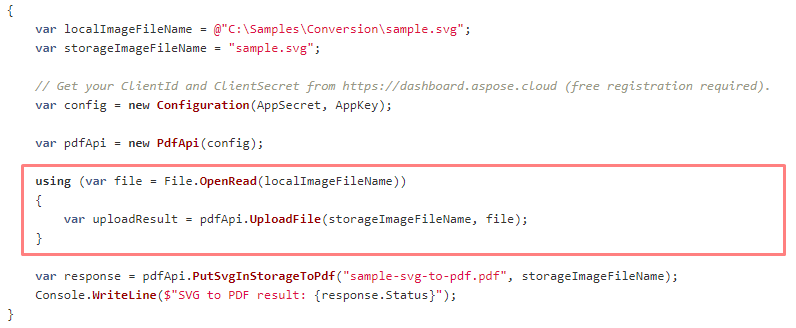 {
    var localImageFileName = @"C:\Samples\Conversion\sample.svg";
    var storageImageFileName = "sample.svg";

    // Get your ClientId and ClientSecret from https://dashboard.aspose.cloud (free registration required).
    var config = new Configuration(AppSecret, AppKey);

    var pdfApi = new PdfApi(config);

    using (var file = File.OpenRead(localImageFileName))
    {
        var uploadResult = pdfApi.UploadFile(storageImageFileName, file);
    }

    var response = pdfApi.PutSvgInStorageToPdf("sample-svg-to-pdf.pdf", storageImageFileName);
    Console.WriteLine($"SVG to PDF result: {response.Status}");
}